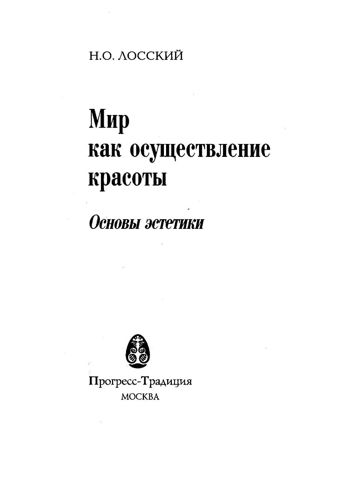 Н.О. ЛОССКИЙ
Мир
как осуществление
красоты
Основы эстетики
Прогресс-Традиция
МОСКВА